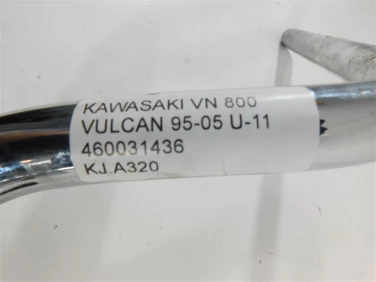 KAWASAKI VN 800
VULCAN 95-05 U-11
460031436
KJ.A320